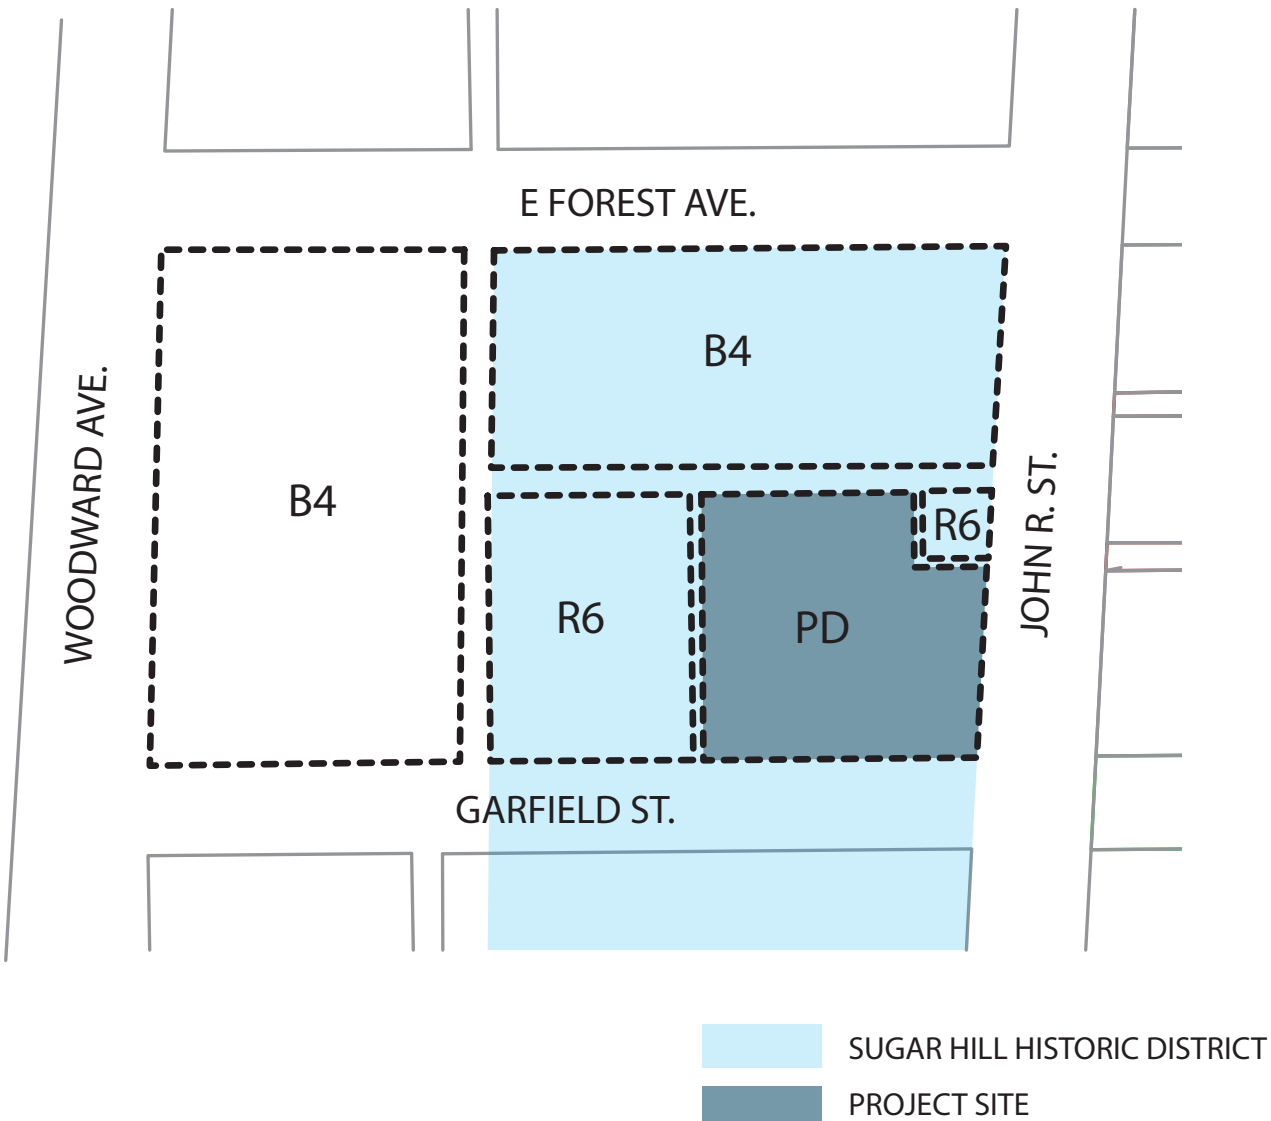 E FOREST AVE.
B4
WOODWARD AVE.
B4
JOHN R. ST.
R6
R6
PD
GARFIELD ST.
SUGAR HILL HISTORIC DISTRICT
PROJECT SITE